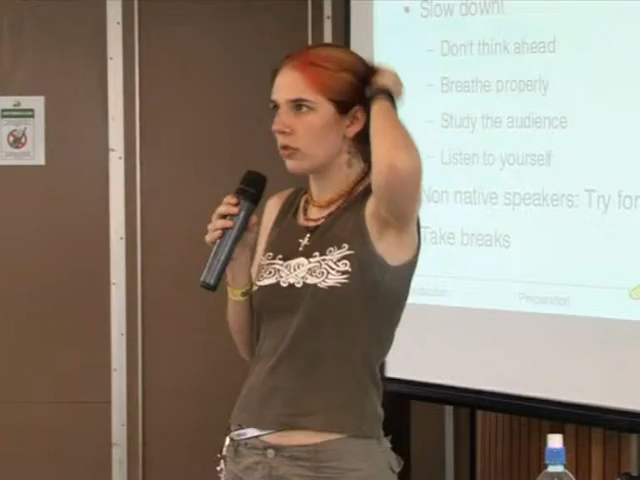 • Slow down!
– Don't think ahead
– Breathe properly
– Study the audience
– Listen to yourself
Non native speakers: Try for
Take breaks
Preparation